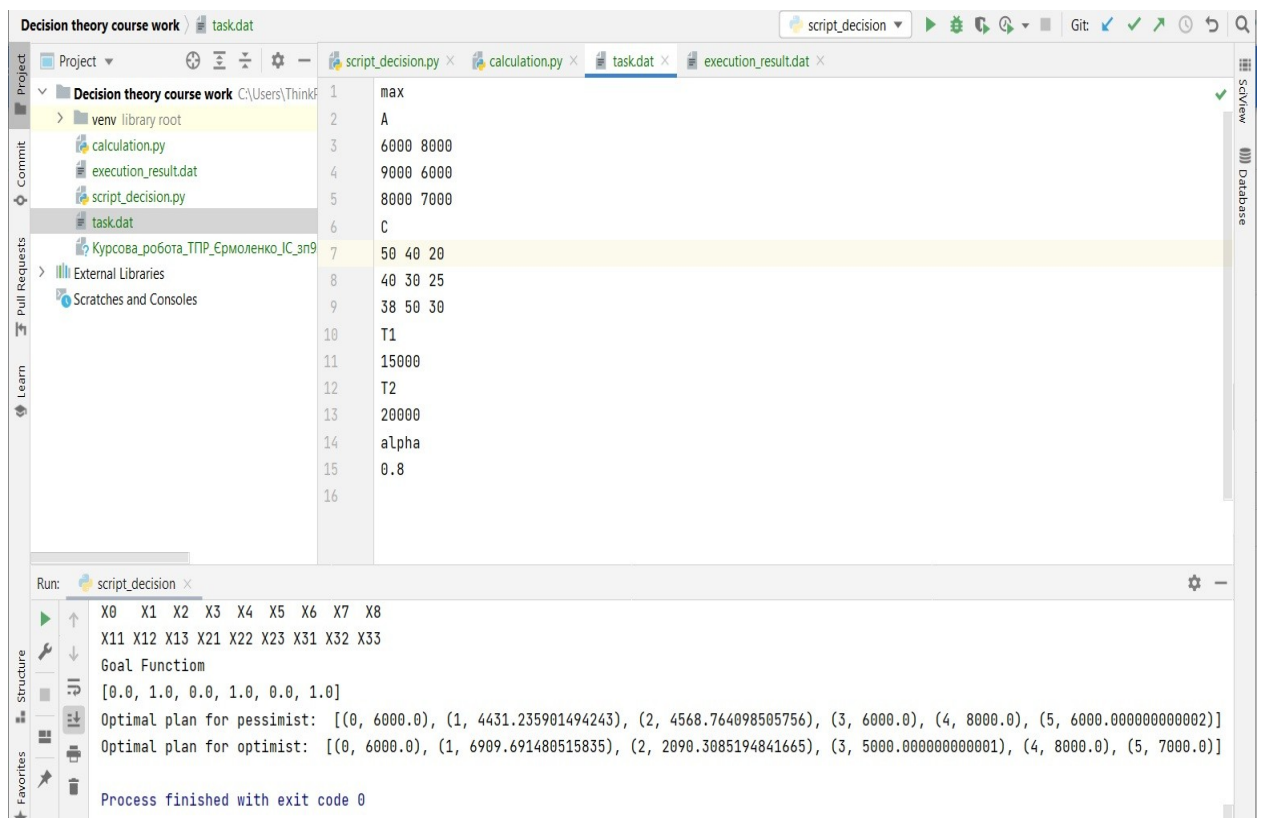 Decision theory course work task.dat script_decision Git:
Project script_decision.py calculation.py task.dat execution_result.dat
Decision theory course work C:\Users\Think
venv library root
calculation.py
execution_result.dat
script_decision.py
task.dat
Курсова_робота_ТПР_Єрмоленко_ІС_зп9
External Libraries
Scratches and Consoles
1 max
2 A
3 6000 8000
4 9000 6000
5 8000 7000
6 C
7 50 40 20
8 40 30 25
9 38 50 30
10 T1
11 15000
12 T2
13 20000
14 alpha
15 0.8
16
Project
Commit
Pull Requests
Learn
Structure
Favorites
SciView
Database
Run: script_decision
X0 X1 X2 X3 X4 X5 X6 X7 X8
X11 X12 X13 X21 X22 X23 X31 X32 X33
Goal Functiom
[0.0, 1.0, 0.0, 1.0, 0.0, 1.0]
Optimal plan for pessimist: [(0, 6000.0), (1, 4431.235901494243), (2, 4568.764098505756), (3, 6000.0), (4, 8000.0), (5, 6000.000000000002)]
Optimal plan for optimist: [(0, 6000.0), (1, 6909.691480515835), (2, 2090.3085194841665), (3, 5000.000000000001), (4, 8000.0), (5, 7000.0)]
Process finished with exit code 0